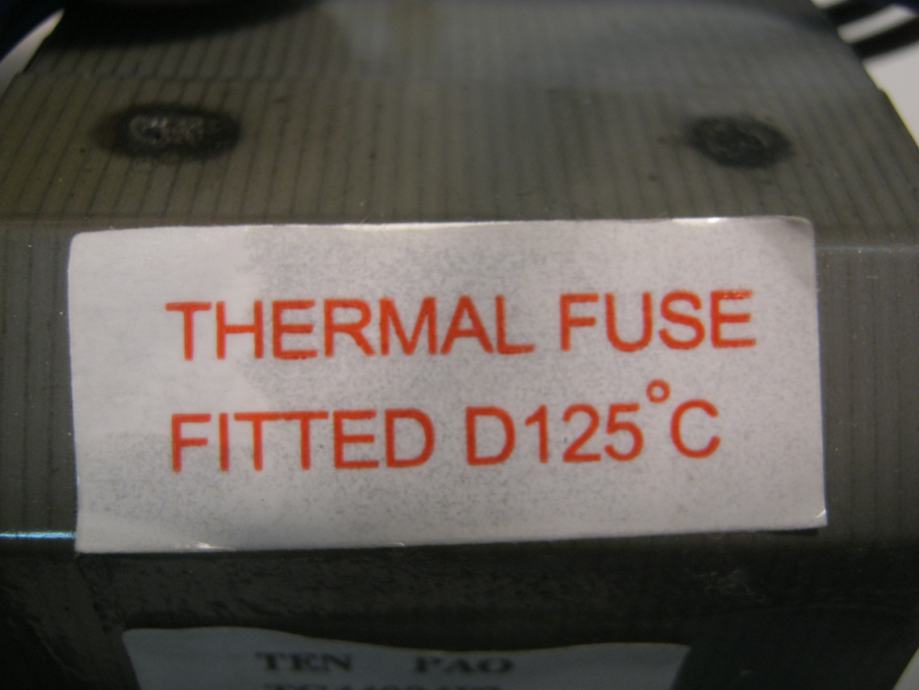 THERMAL FUSE
FITTED D125°C
TEN PAO